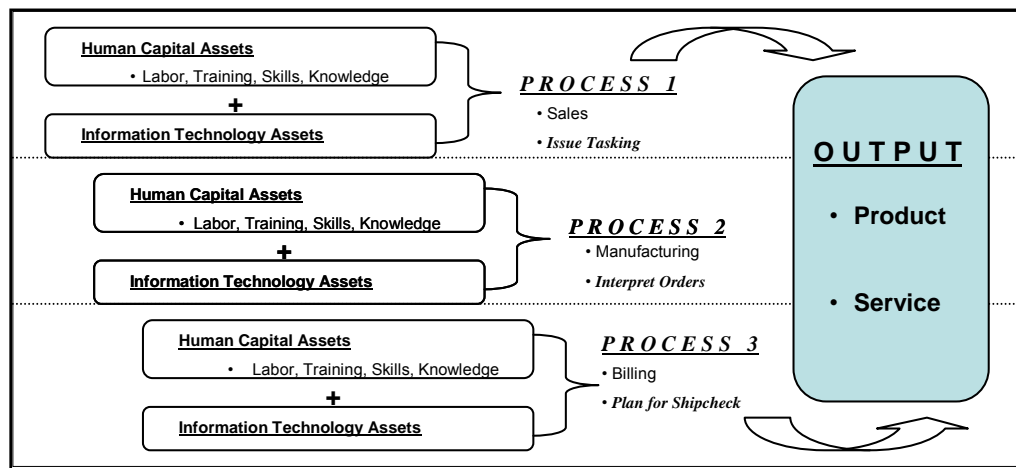 Human Capital Assets
• Labor, Training, Skills, Knowledge
+
Information Technology Assets
PROCESS 1
• Sales
• Issue Tasking
Human Capital Assets
• Labor, Training, Skills, Knowledge
+
Information Technology Assets
PROCESS 2
• Manufacturing
• Interpret Orders
Human Capital Assets
• Labor, Training, Skills, Knowledge
+
Information Technology Assets
PROCESS 3
• Billing
• Plan for Shipcheck
OUTPUT
• Product
• Service